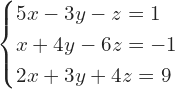 5x − 3y − z = 1
x + 4y − 6z = −1
2x + 3y + 4z = 9